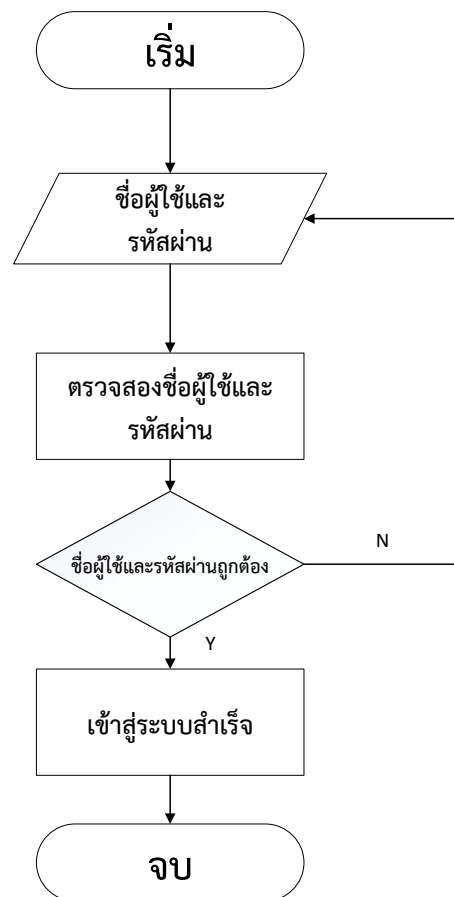 เริ่ม
ชื่อผู้ใช้และ
รหัสผ่าน
ตรวจสองชื่อผู้ใช้และ
รหัสผ่าน
ชื่อผู้ใช้และรหัสผ่านถูกต้อง
N
Y
เข้าสู่ระบบสำเร็จ
จบ